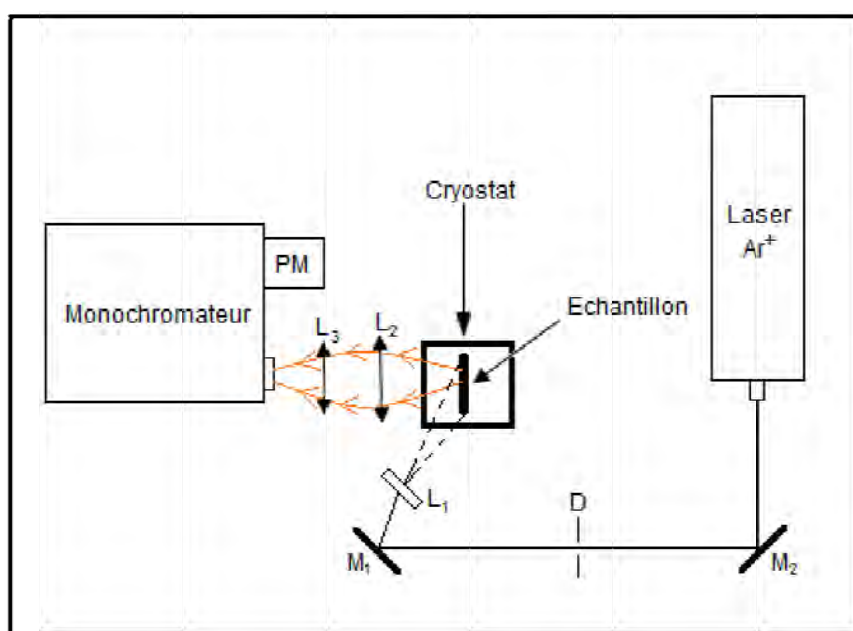 Cryostat
Laser
Ar+
PM
Echantillon
Monochromateur
L3
L2
L1
D
M1
M2